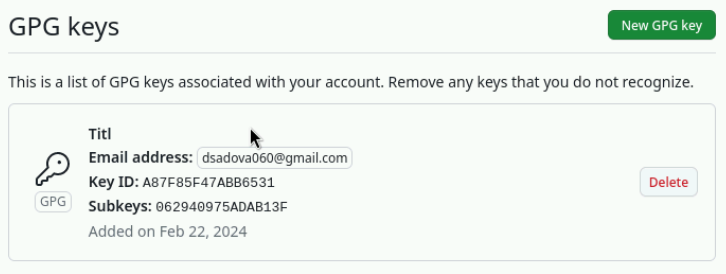 GPG keys
New GPG key
This is a list of GPG keys associated with your account. Remove any keys that you do not recognize.
Titl
Email address: dsadova060@gmail.com
Key ID: A87F85F47ABB6531
GPG
Subkeys: 062940975ADAB13F
Added on Feb 22, 2024
Delete